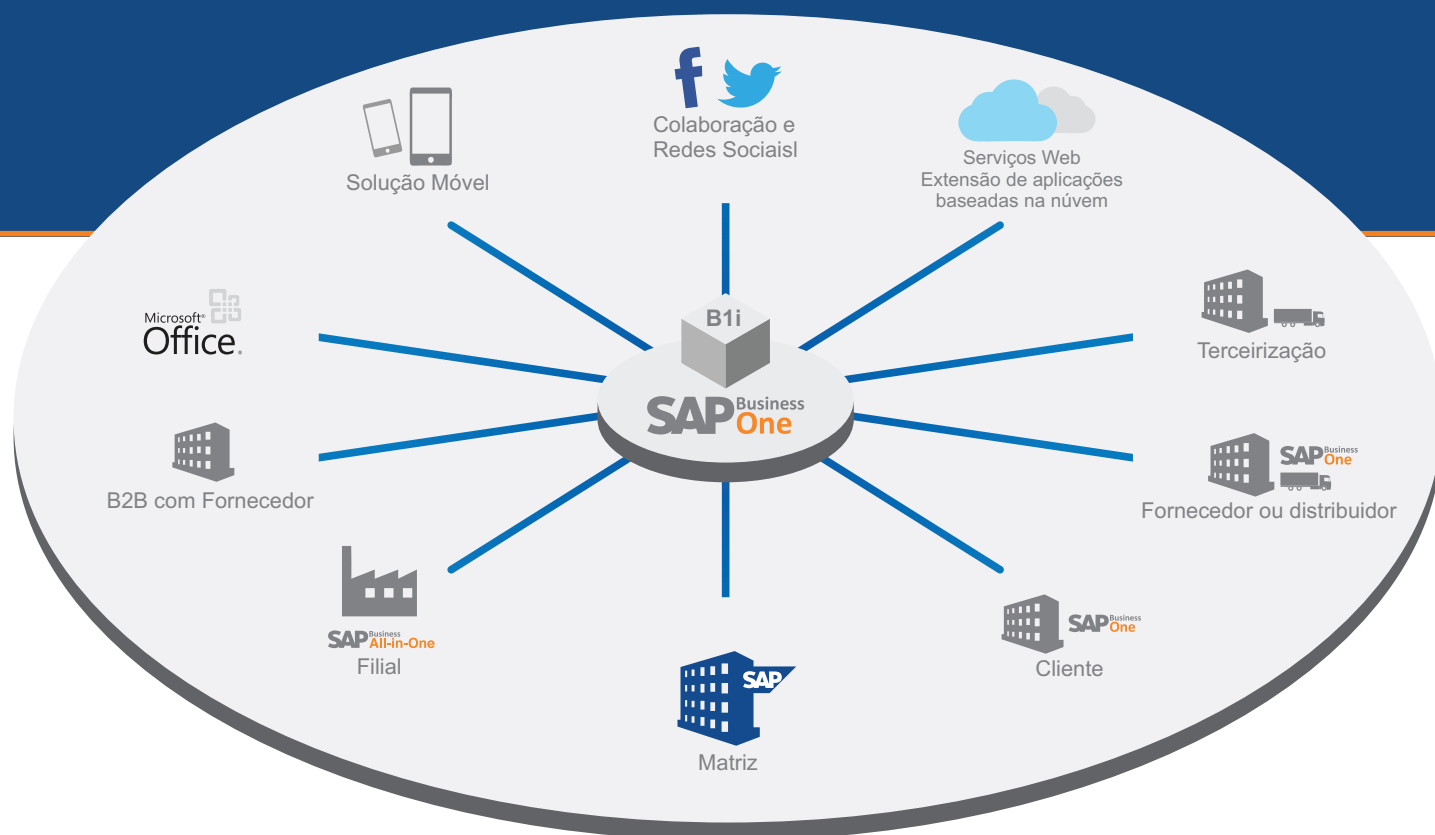 Colaboração e
Redes Sociaisl
Solução Móvel
Serviços Web
Extensão de aplicações
baseadas na núvem
Microsoft®
Office.
B1i
SAP Business
One
Terceirização
B2B com Fornecedor
SAP Business
One
Fornecedor ou distribuidor
SAP Business
All-in-One
Filial
SAP Business
One
Cliente
SAP
Matriz